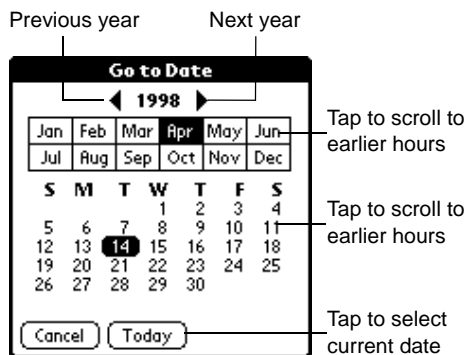 Previous year
Next year
Go to Date
1998
Jan Feb Mar Apr May Jun
Tap to scroll to
earlier hours
Jul Aug Sep Oct Nov Dec
S M T W T F S
1 2 3 4
Tap to scroll to
earlier hours
5 6 7 8 9 10 11
12 13 14 15 16 17 18
19 20 21 22 23 24 25
26 27 28 29 30
Cancel Today
Tap to select
current date